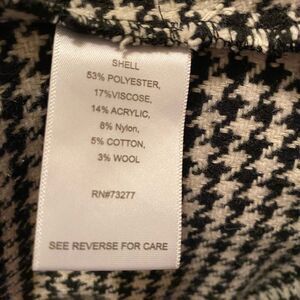 SHELL
53% POLYESTER,
17%VISCOSE,
14% ACRYLIC,
8% Nylon,
5% COTTON,
3% WOOL
RN#73277
SEE REVERSE FOR CARE